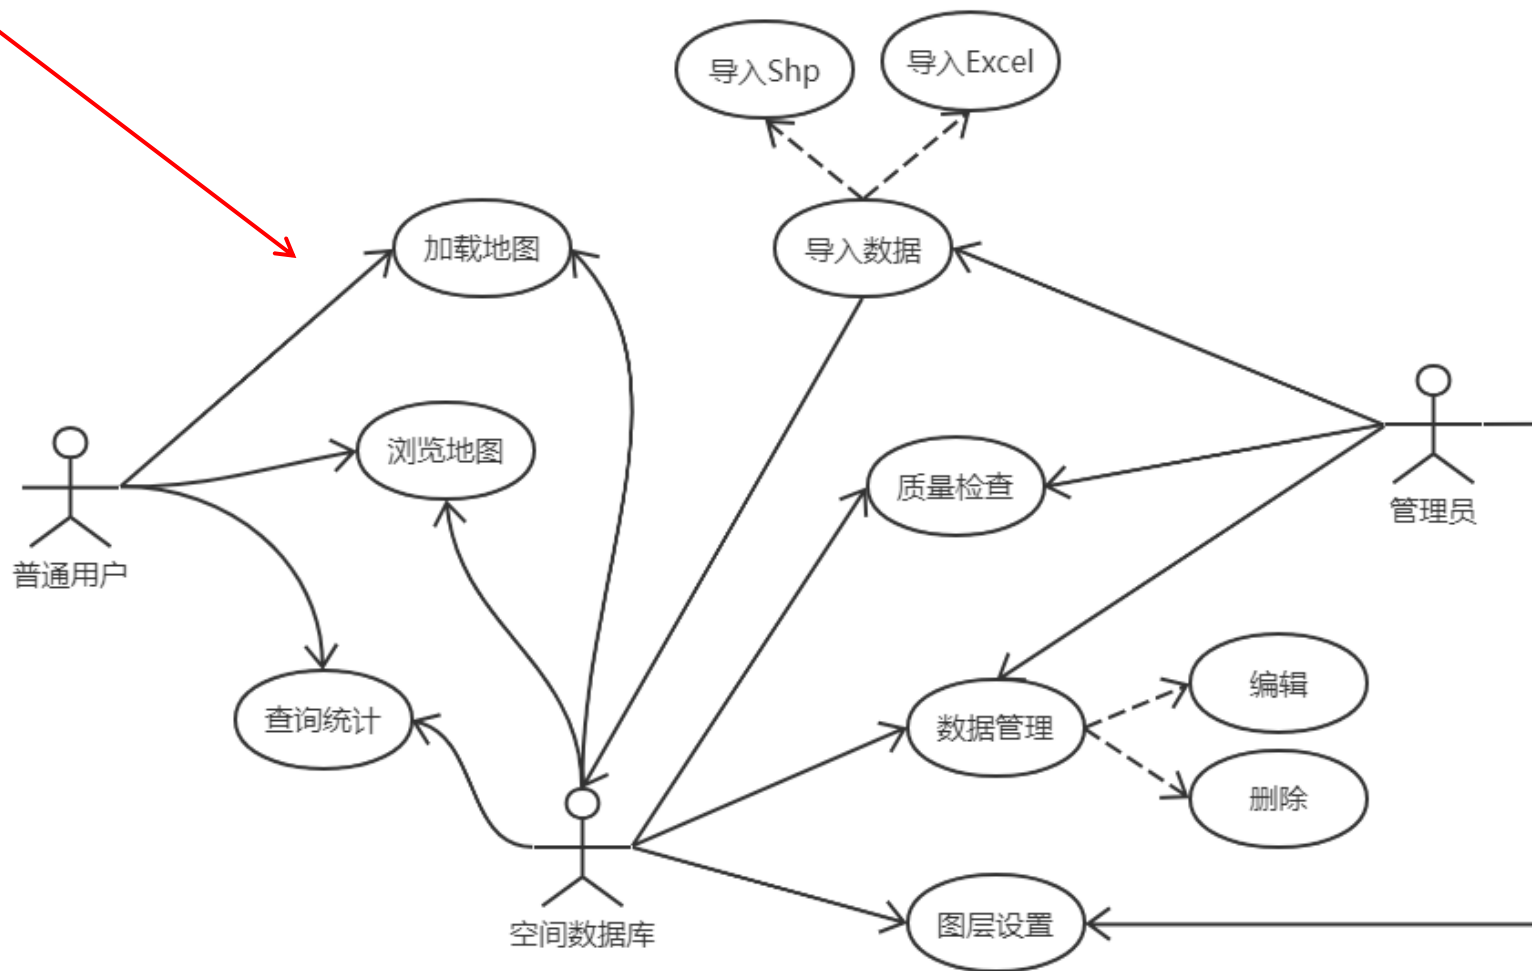 导入Shp
导入Excel
加载地图
导入数据
浏览地图
质量检查
管理员
普通用户
查询统计
数据管理
编辑
删除
空间数据库
图层设置